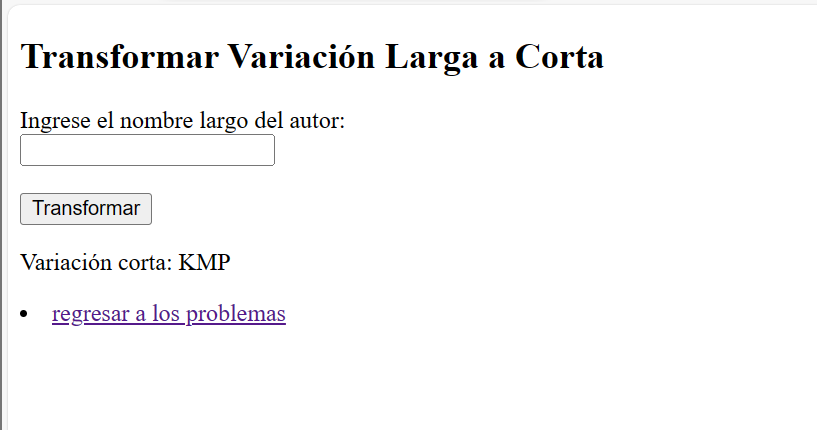 Transformar Variación Larga a Corta
Ingrese el nombre largo del autor:
Transformar
Variación corta: KMP
regresar a los problemas